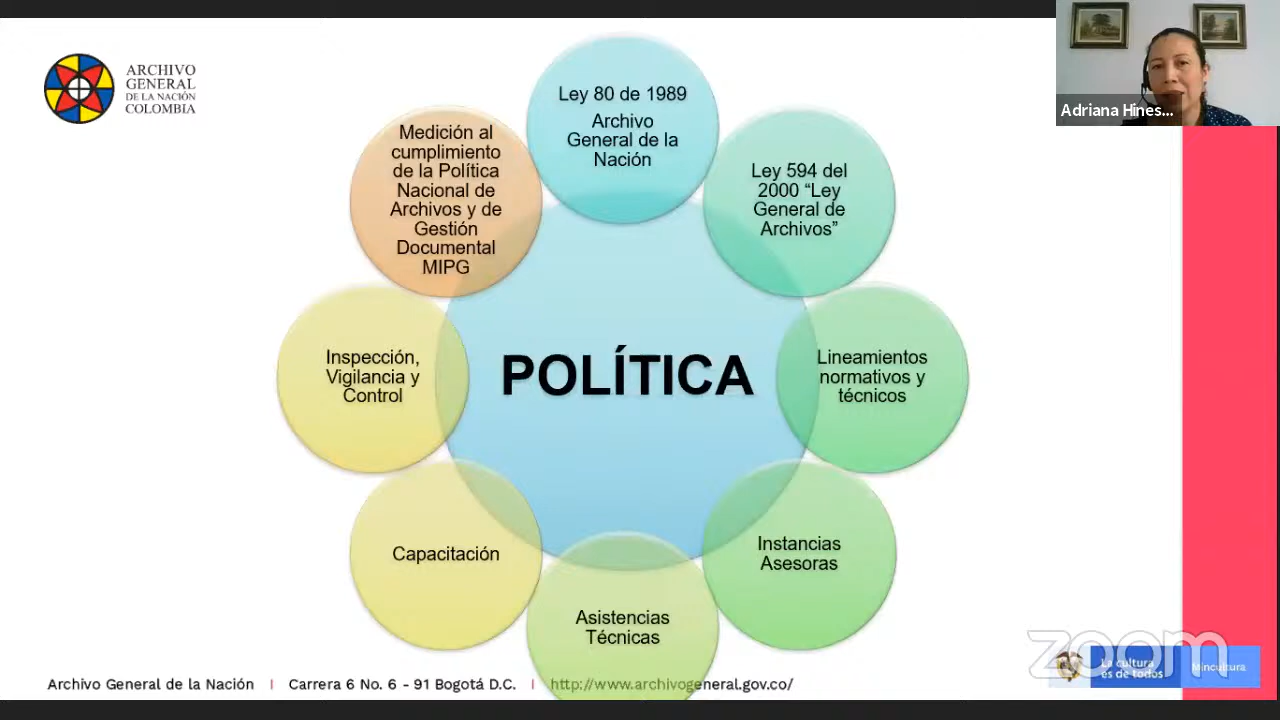 ARCHIVO
GENERAL
DE LA NACIÓN
COLOMBIA
Ley 80 de 1989
Archivo
General de la
Nación
Ley 594 del
2000 “Ley
General de
Archivos”
Lineamientos
normativos y
técnicos
Instancias
Asesoras
Asistencias
Técnicas
Capacitación
Inspección,
Vigilancia y
Control
Medición al
cumplimiento
de la Política
Nacional de
Archivos y de
Gestión
Documental
MIPG
POLÍTICA
Adriana Hines...
zoom
La cultura
es de todos
Mincultura
Archivo General de la Nación I Carrera 6 No. 6 - 91 Bogotá D.C. I http://www.archivogeneral.gov.co/